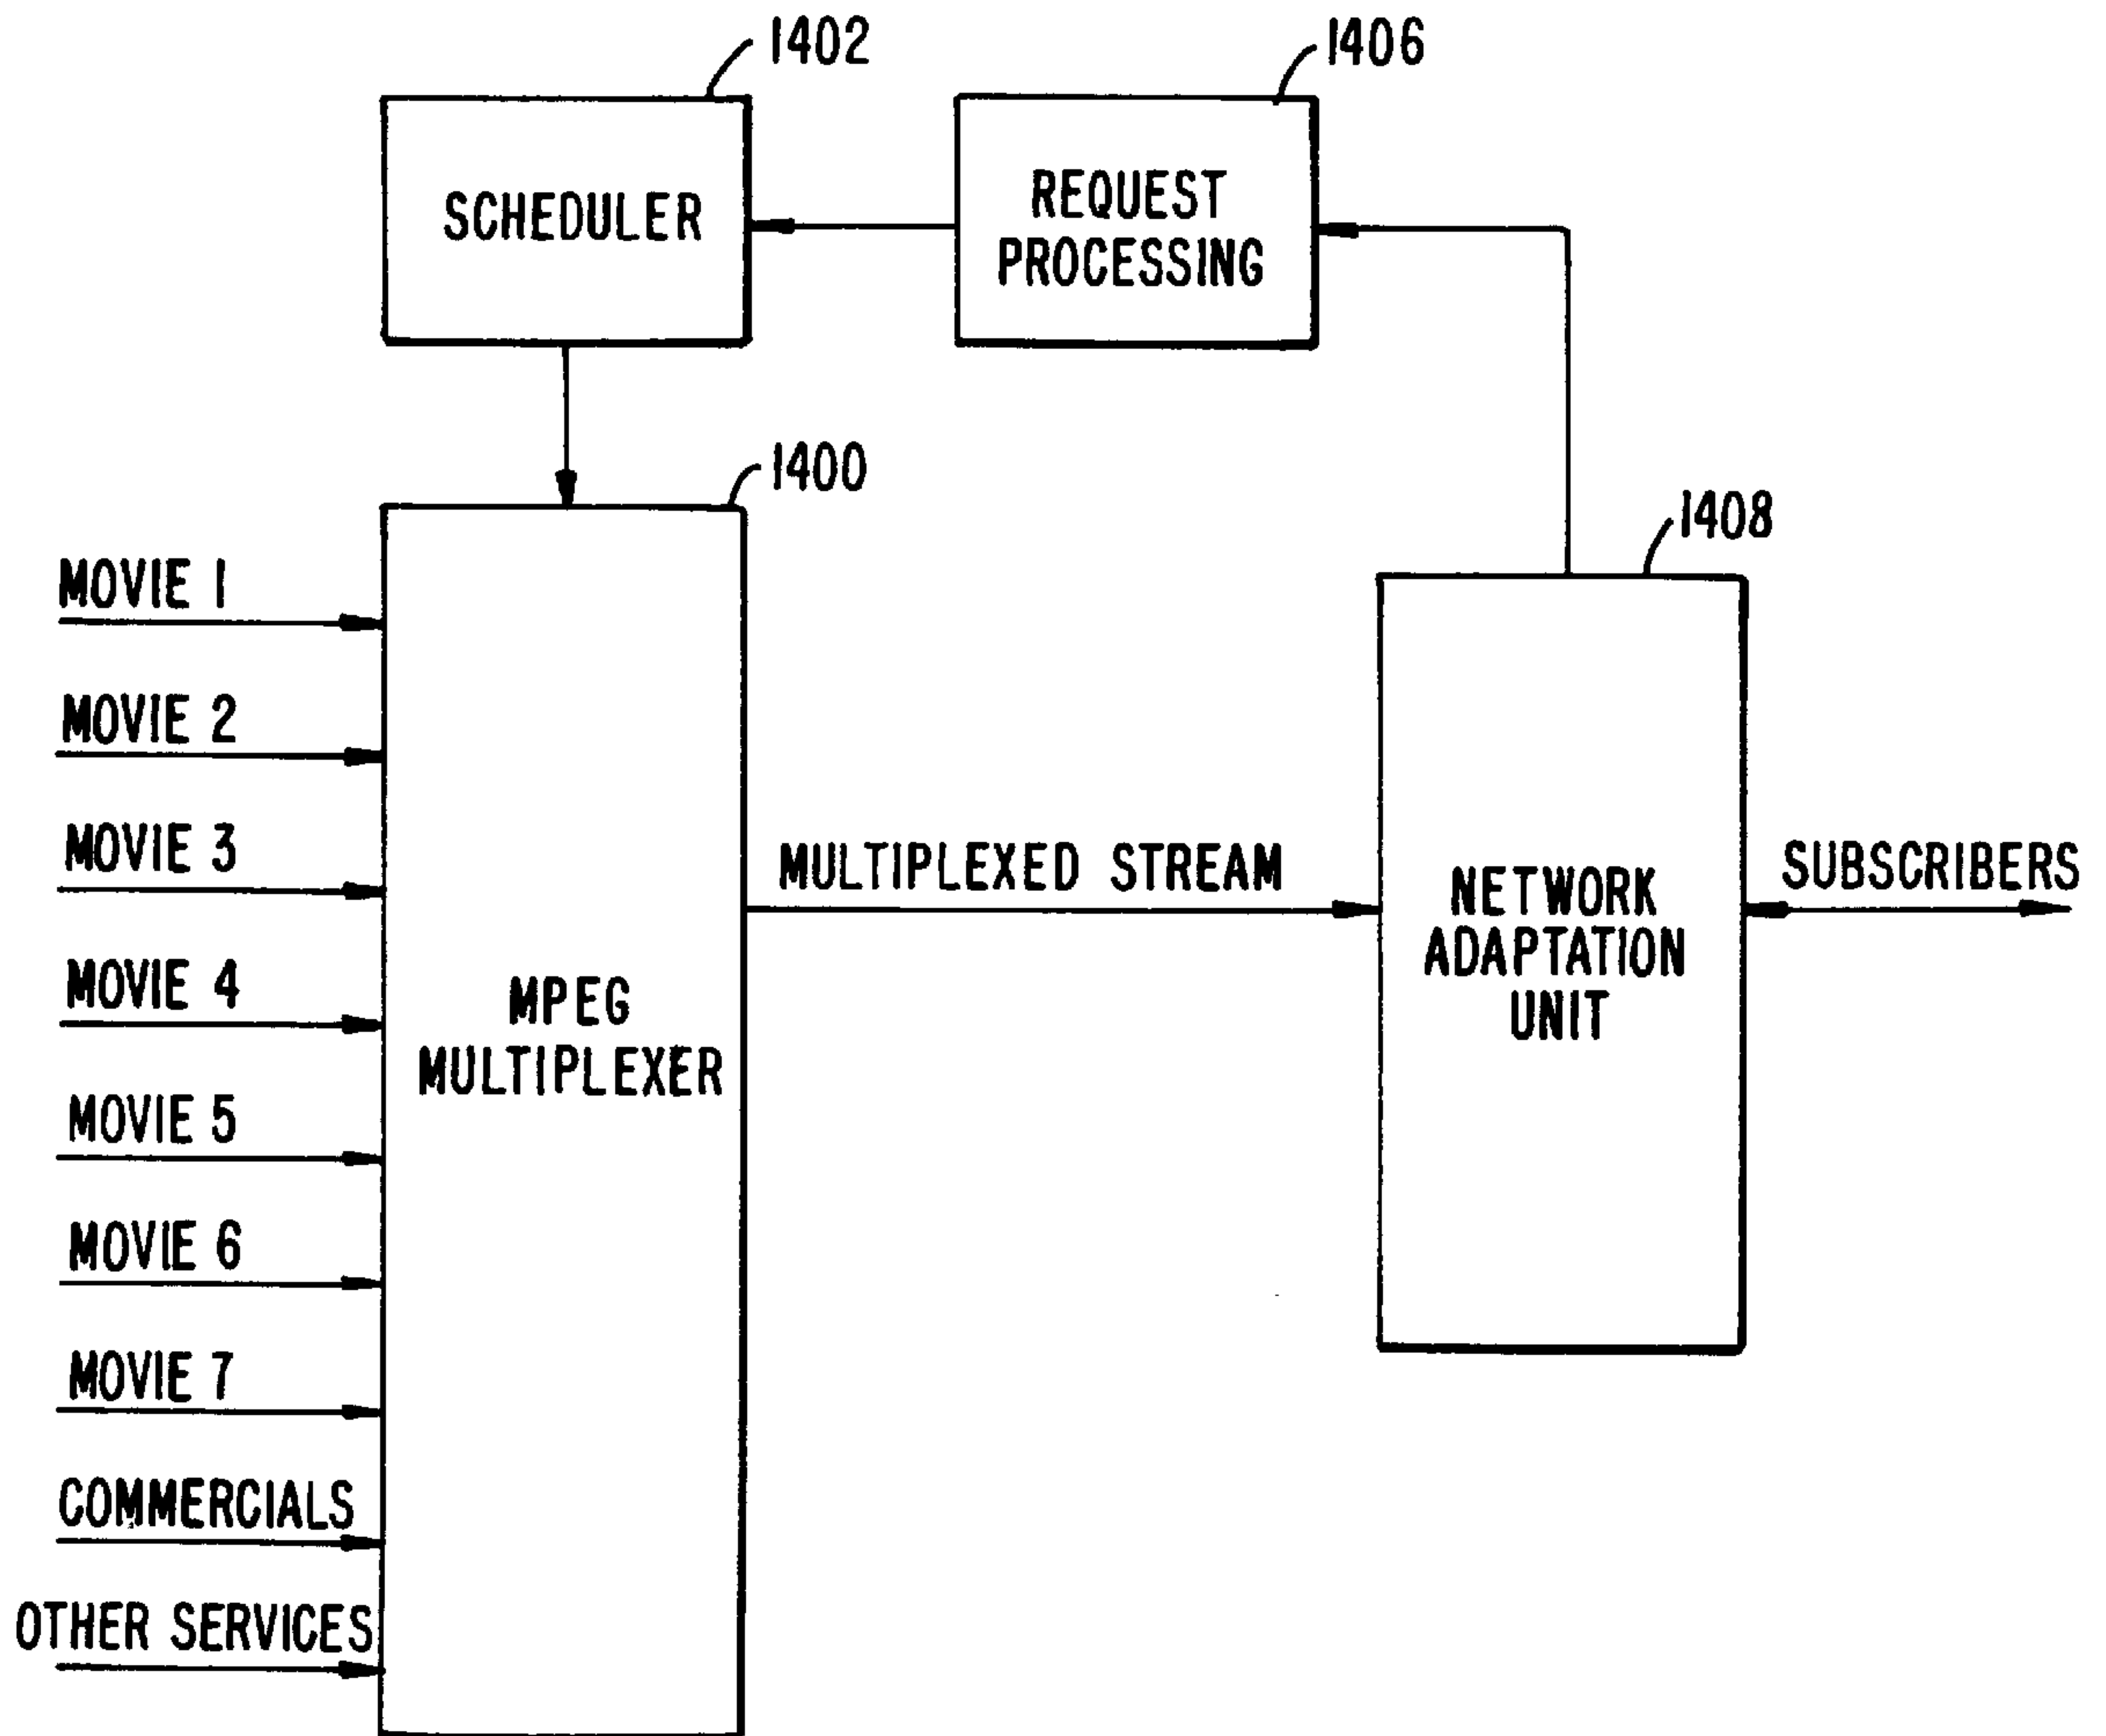 1402
1406
SCHEDULER
REQUEST
PROCESSING
1400
1408
MOVIE 1
MOVIE 2
MOVIE 3
MOVIE 4
MOVIE 5
MOVIE 6
MOVIE 7
COMMERCIALS
OTHER SERVICES
MPEG
MULTIPLEXER
MULTIPLEXED STREAM
NETWORK
ADAPTATION
UNIT
SUBSCRIBERS